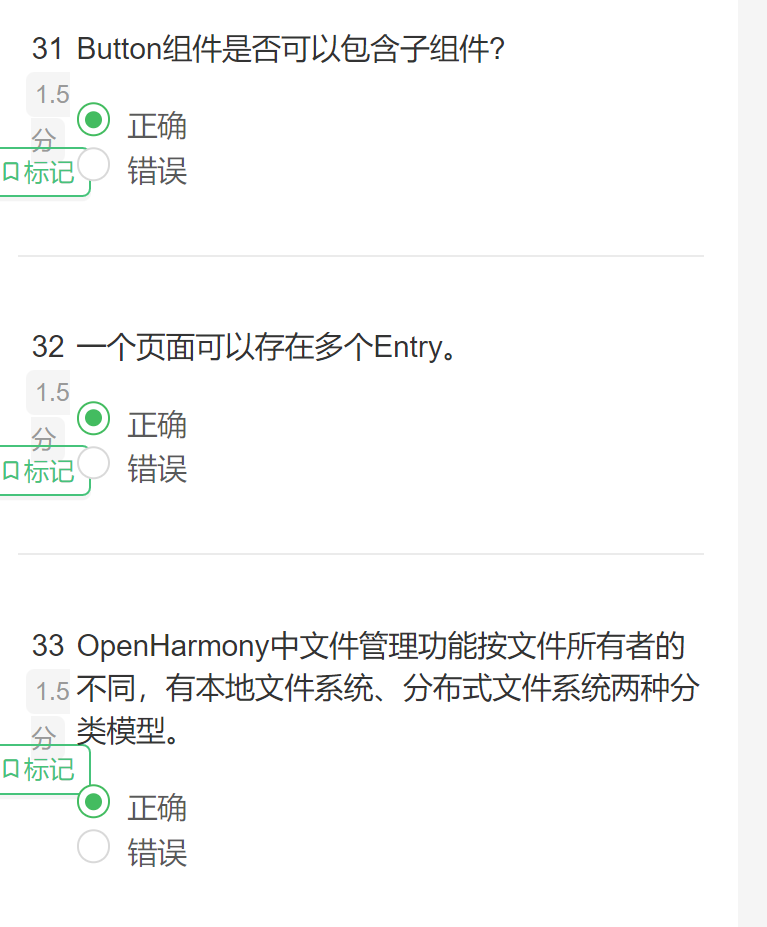 31 Button组件是否可以包含子组件?
1.5
分
标记
正确
错误
32 一个页面可以存在多个Entry。
1.5
分
标记
正确
错误
33 OpenHarmony中文件管理功能按文件所有者的
1.5 不同，有本地文件系统、分布式文件系统两种分
分 类模型。
标记
正确
错误